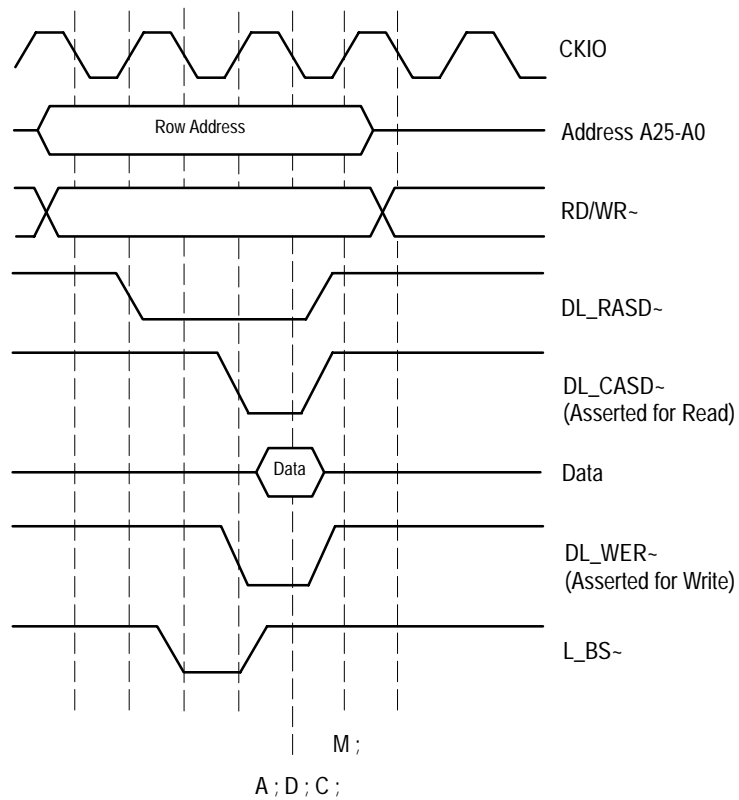 CKIO
Row Address
Address A25-A0
RD/WR~
DL_RASD~
DL_CASD~
(Asserted for Read)
Data
Data
DL_WER~
(Asserted for Write)
L_BS~
M ;
A ; D ; C ;